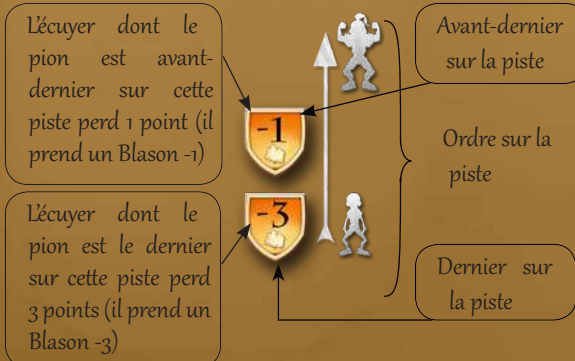 L'écuyer dont le
pion est avant-
dernier sur cette
piste perd 1 point (il
prend un Blason -1)
L'écuyer dont le
pion est le dernier
sur cette piste perd
3 points (il prend un
Blason -3)
-1
-3
Avant-dernier
sur la piste
Ordre sur la
piste
Dernier sur
la piste